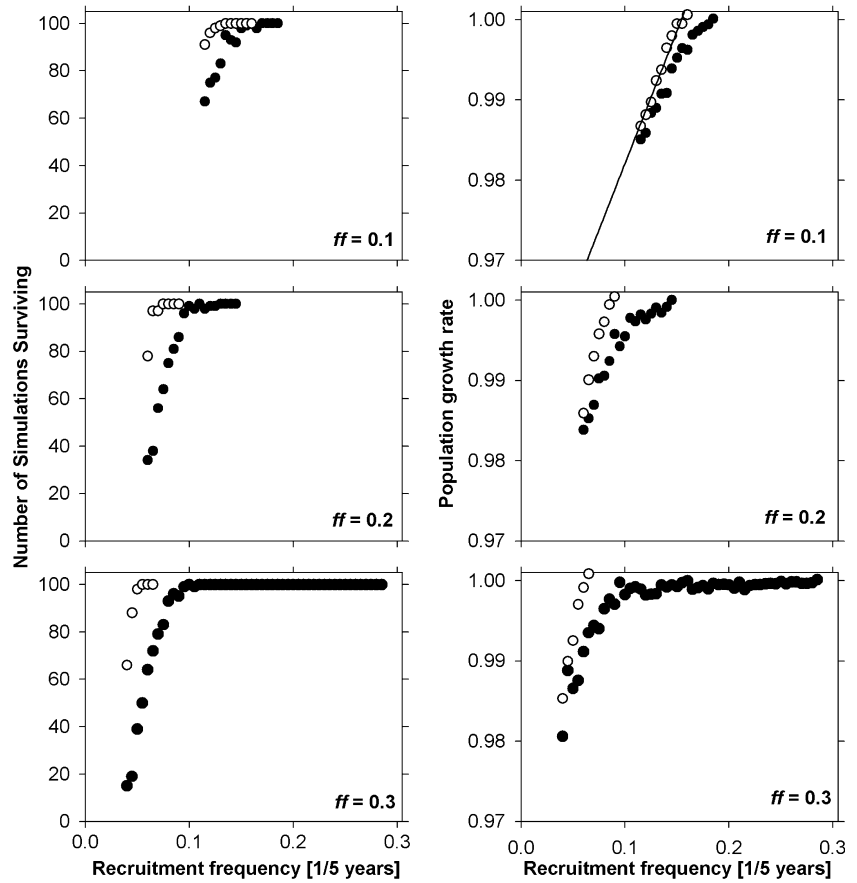 Number of Simulations Surviving
100
80
60
40
20
0
ff = 0.1
100
80
60
40
20
0
ff = 0.2
100
80
60
40
20
0
ff = 0.3
0.0 0.1 0.2 0.3
Recruitment frequency [1/5 years]
Population growth rate
1.00
0.99
0.98
0.97
ff = 0.1
1.00
0.99
0.98
0.97
ff = 0.2
1.00
0.99
0.98
0.97
ff = 0.3
0.0 0.1 0.2 0.3
Recruitment frequency [1/5 years]